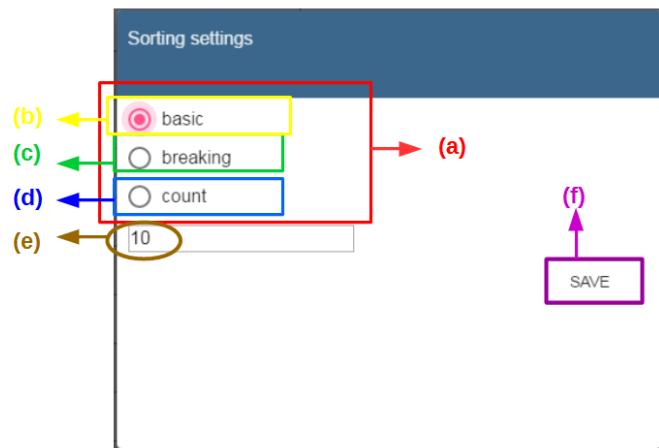 Sorting settings
(b)
basic
(a)
(c)
breaking
(d)
count
(f)
(e)
10
SAVE